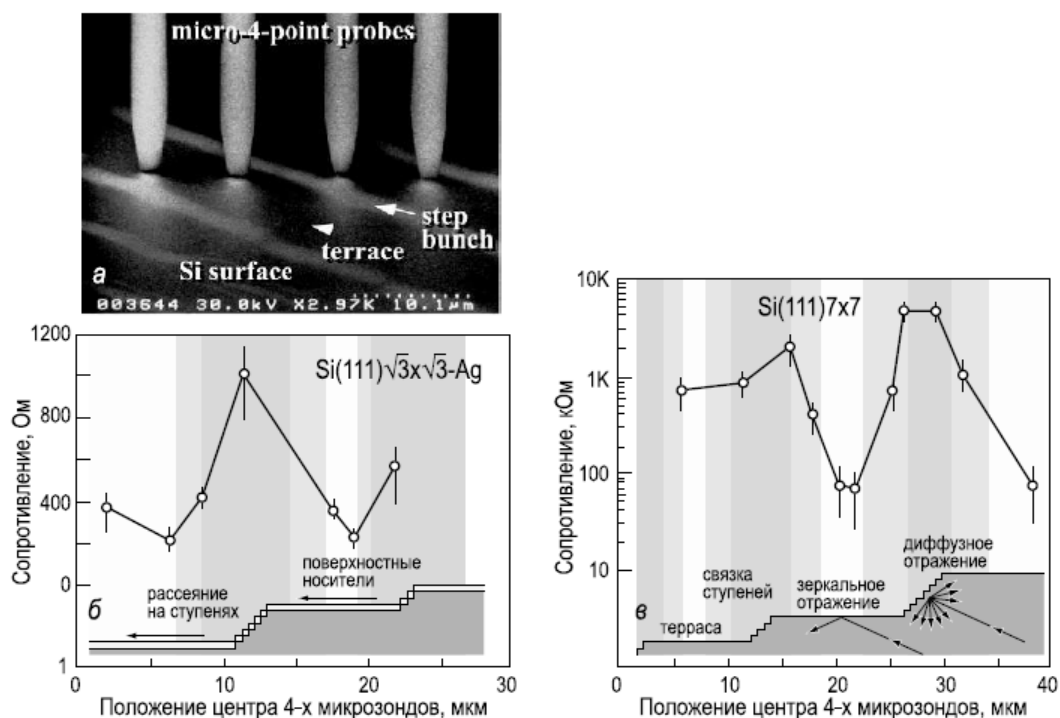 micro-4-point probes
step
bunch
terrace
Si surface
а
003644 30.0kV X2.97K 10.1μm
1200
800
400
0
1
Сопротивление, Ом
Si(111)√3x√3-Ag
поверхностные
носители
рассеяние
на ступенях
б
0 10 20 30
Положение центра 4–х микрозондов, мкм
10K
1K
100
10
Сопротивление, кОм
Si(111)7x7
диффузное
отражение
связка
ступеней
зеркальное
отражение
терраса
в
0 10 20 30 40
Положение центра 4–х микрозондов, мкм